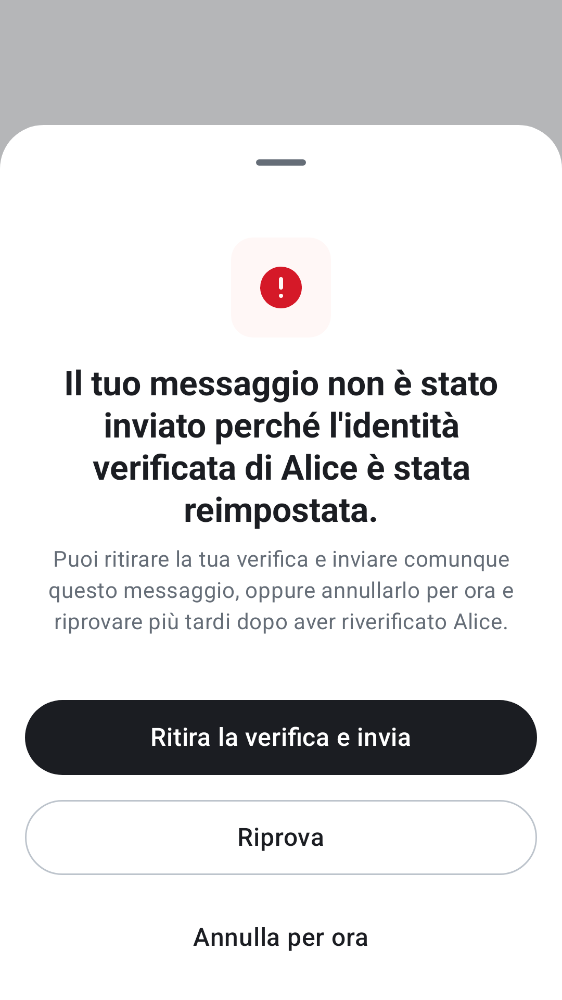 Il tuo messaggio non è stato
inviato perché l'identità
verificata di Alice è stata
reimpostata.
Puoi ritirare la tua verifica e inviare comunque
questo messaggio, oppure annullarlo per ora e
riprovare più tardi dopo aver riverificato Alice.
Ritira la verifica e invia
Riprova
Annulla per ora